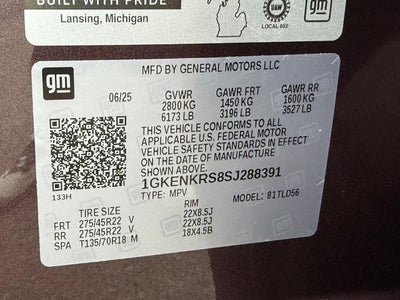 BUILT WITH PRIDE
Lansing, Michigan
UAW
LOCAL 602
gm
gm
MFD BY GENERAL MOTORS LLC
06/25 GVWR GAWR FRT GAWR RR
2800 KG 1450 KG 1600 KG
6173 LB 3196 LB 3527 LB
THIS VEHICLE CONFORMS TO ALL
APPLICABLE U.S. FEDERAL MOTOR
VEHICLE SAFETY STANDARDS IN EFFECT
ON THE DATE OF MANUFACTURE
SHOWN ABOVE.
1GKENKRS8SJ288391
133H TYPE: MPV MODEL: 81TLD56
TIRE SIZE RIM
FRT 275/45R22 V 22X8.5J
RR 275/45R22 V 22X8.5J
SPA T135/70R18 M 18X4.5B